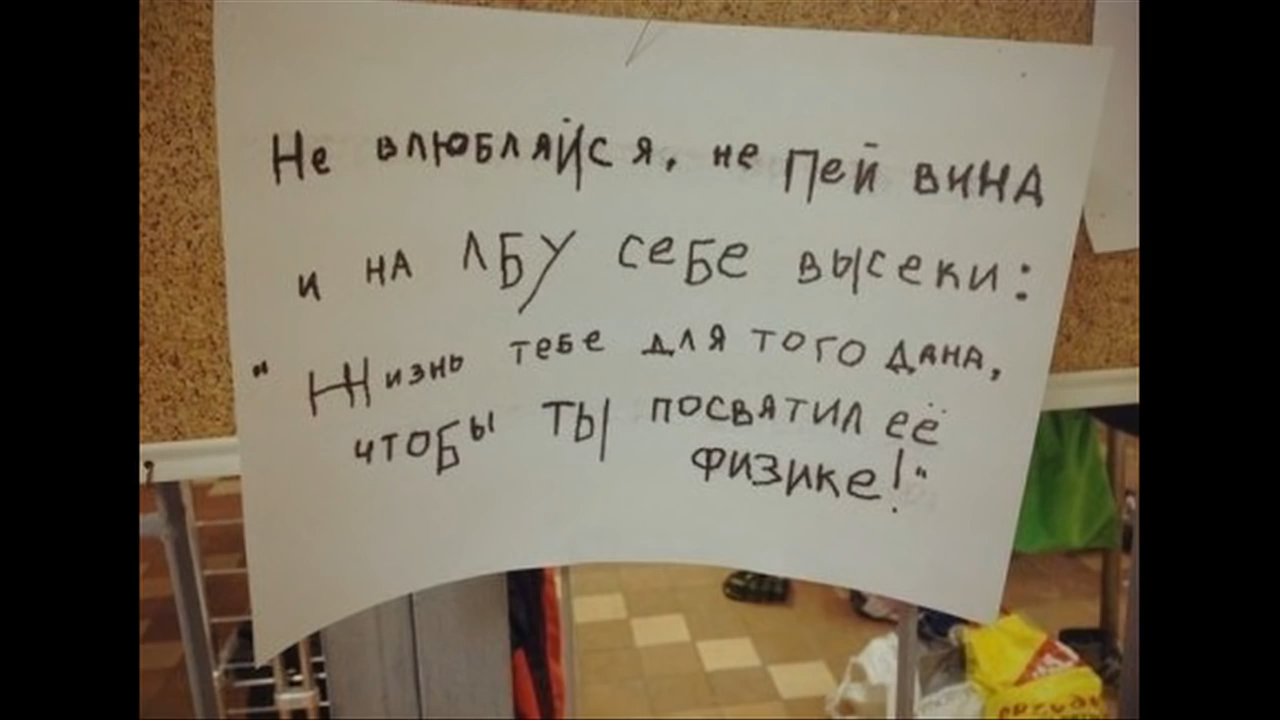 Не влюбляйся, не пей вина
и на лбу себе высеки:
"Жизнь тебе для того дана,
чтобы ты посвятил её
физике!"